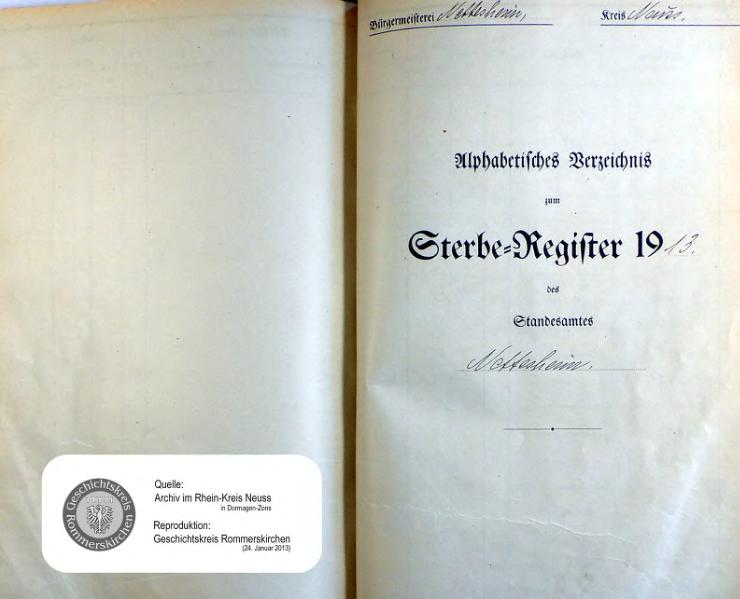 Bürgermeisterei Nettesheim, Kreis Neuss.
Alphabetisches Verzeichnis
zum
Sterbe-Register 1913.
des
Standesamtes
Nettesheim.
Geschichtskreis
Rommerskirchen
Quelle:
Archiv im Rhein-Kreis Neuss
in Dormagen-Zons
Reproduktion:
Geschichtskreis Rommerskirchen
(24. Januar 2013)